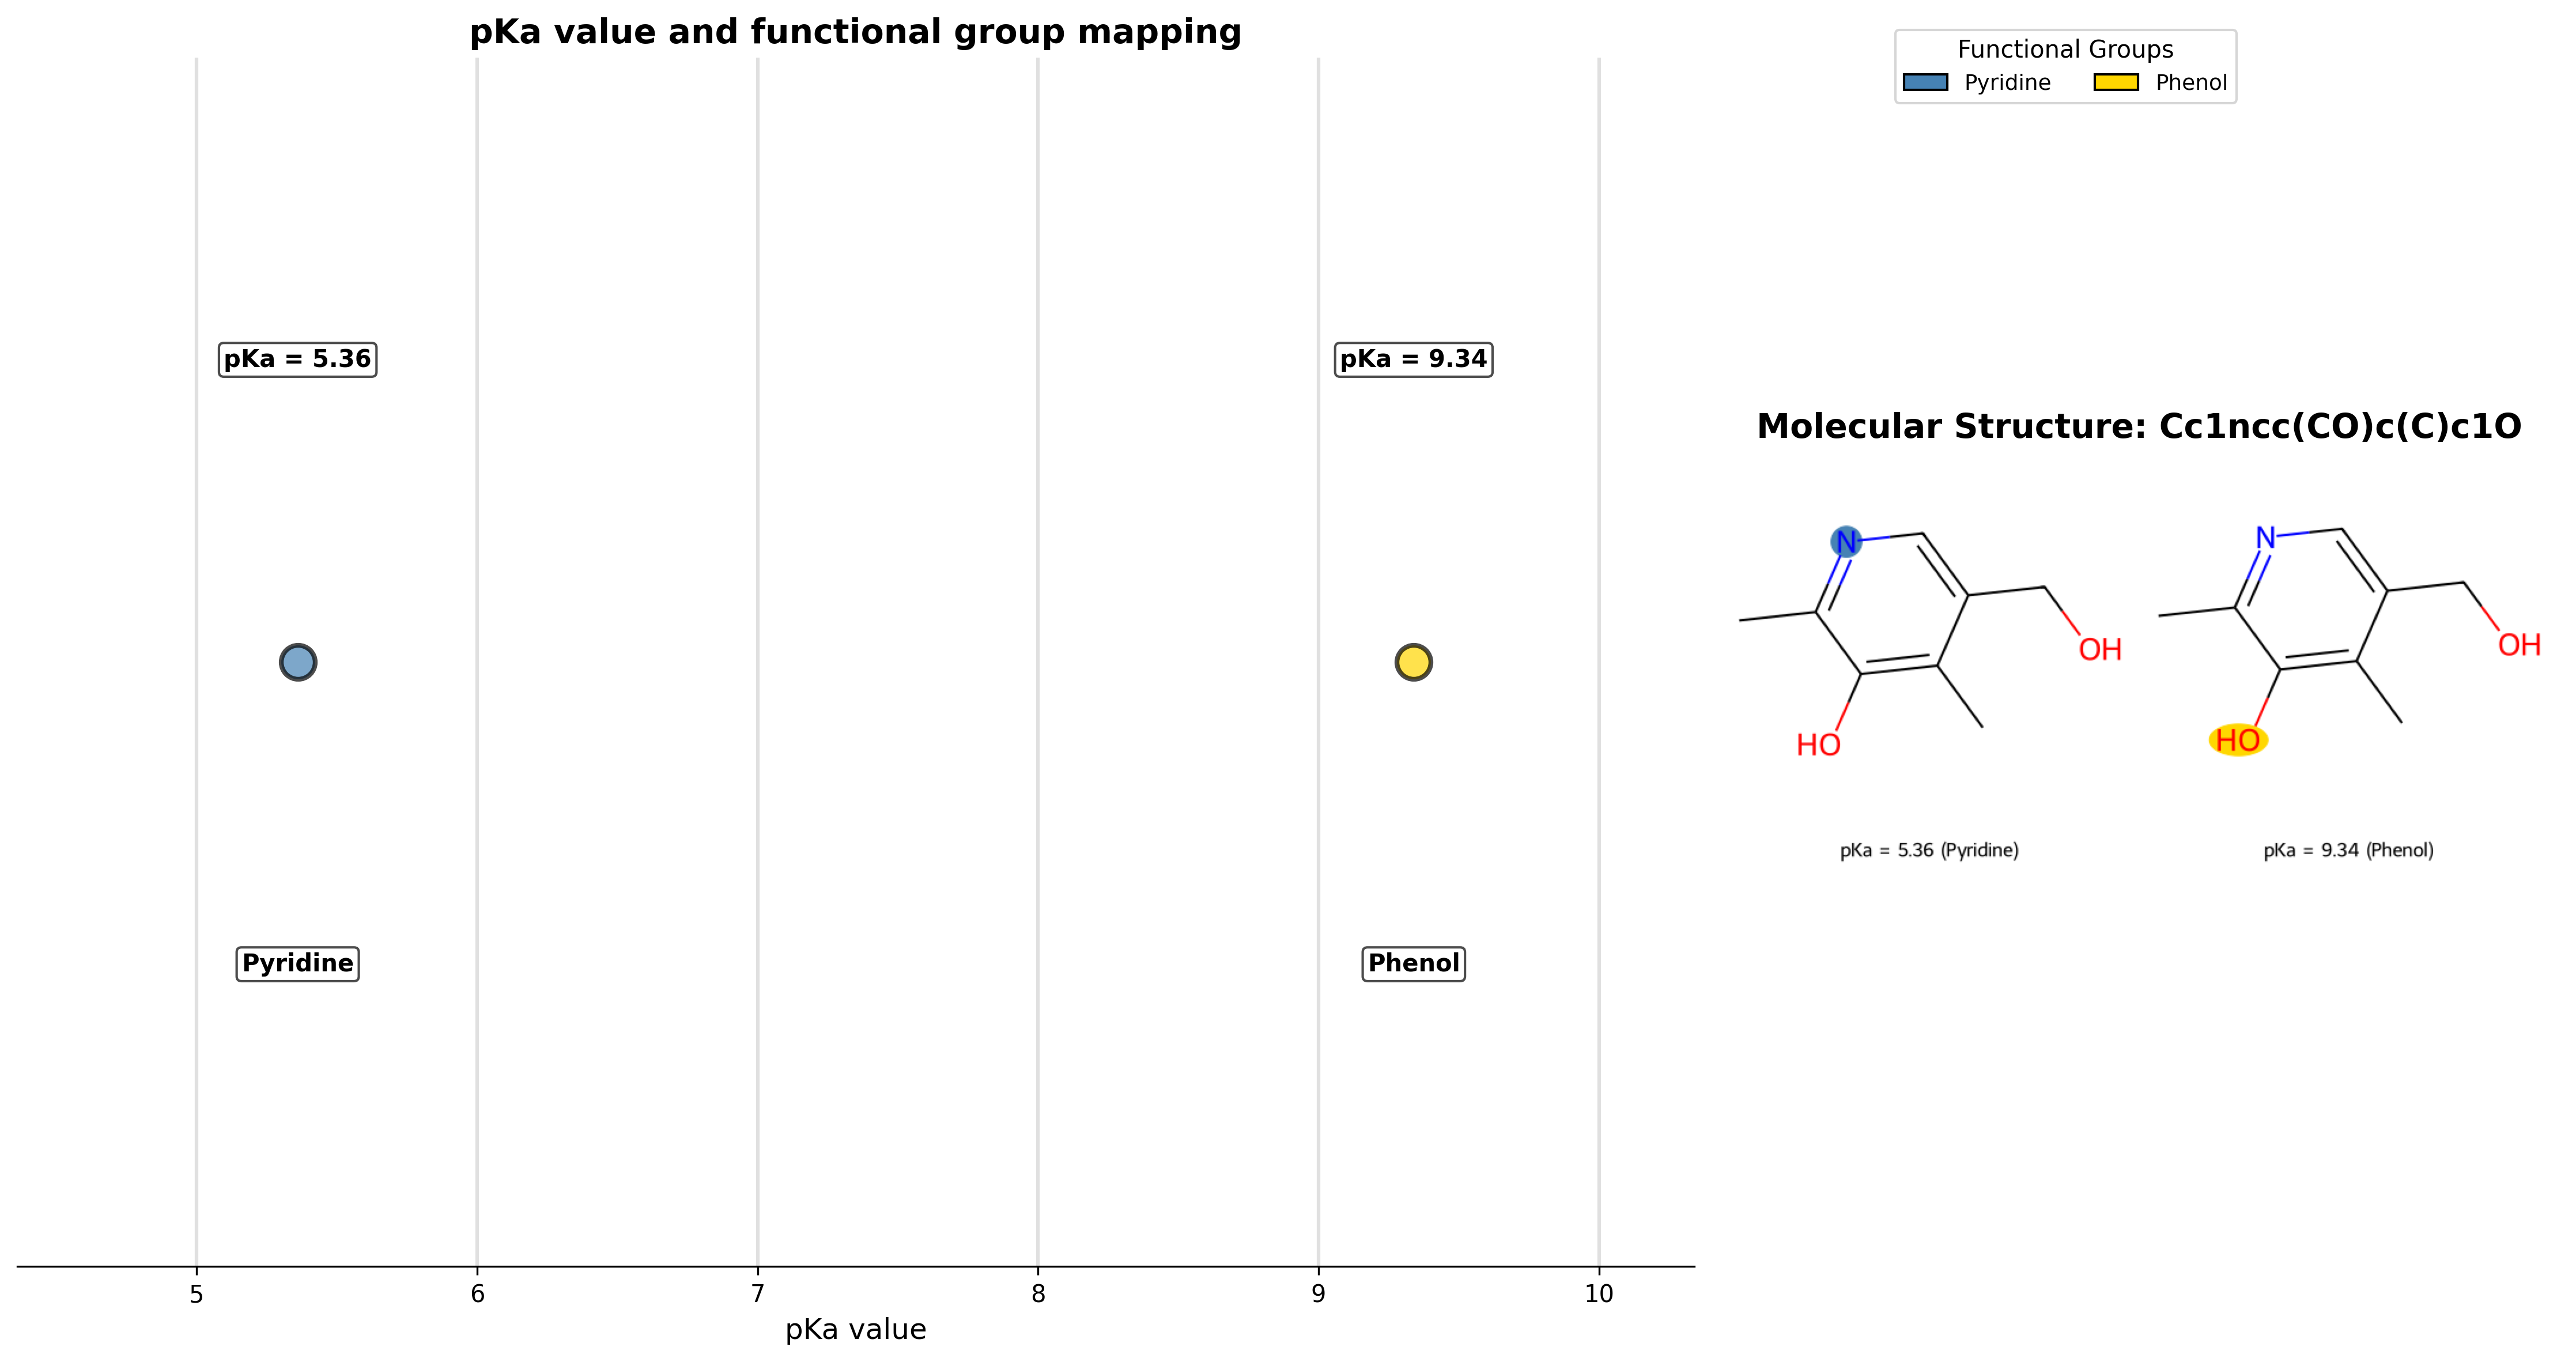 pKa value and functional group mapping
pKa = 5.36
pKa = 9.34
Pyridine
Phenol
5 6 7 8 9 10
pKa value
Functional Groups
Pyridine Phenol
Molecular Structure: Cc1ncc(CO)c(C)c1O
N
OH
HO
pKa = 5.36 (Pyridine)
N
OH
HO
pKa = 9.34 (Phenol)